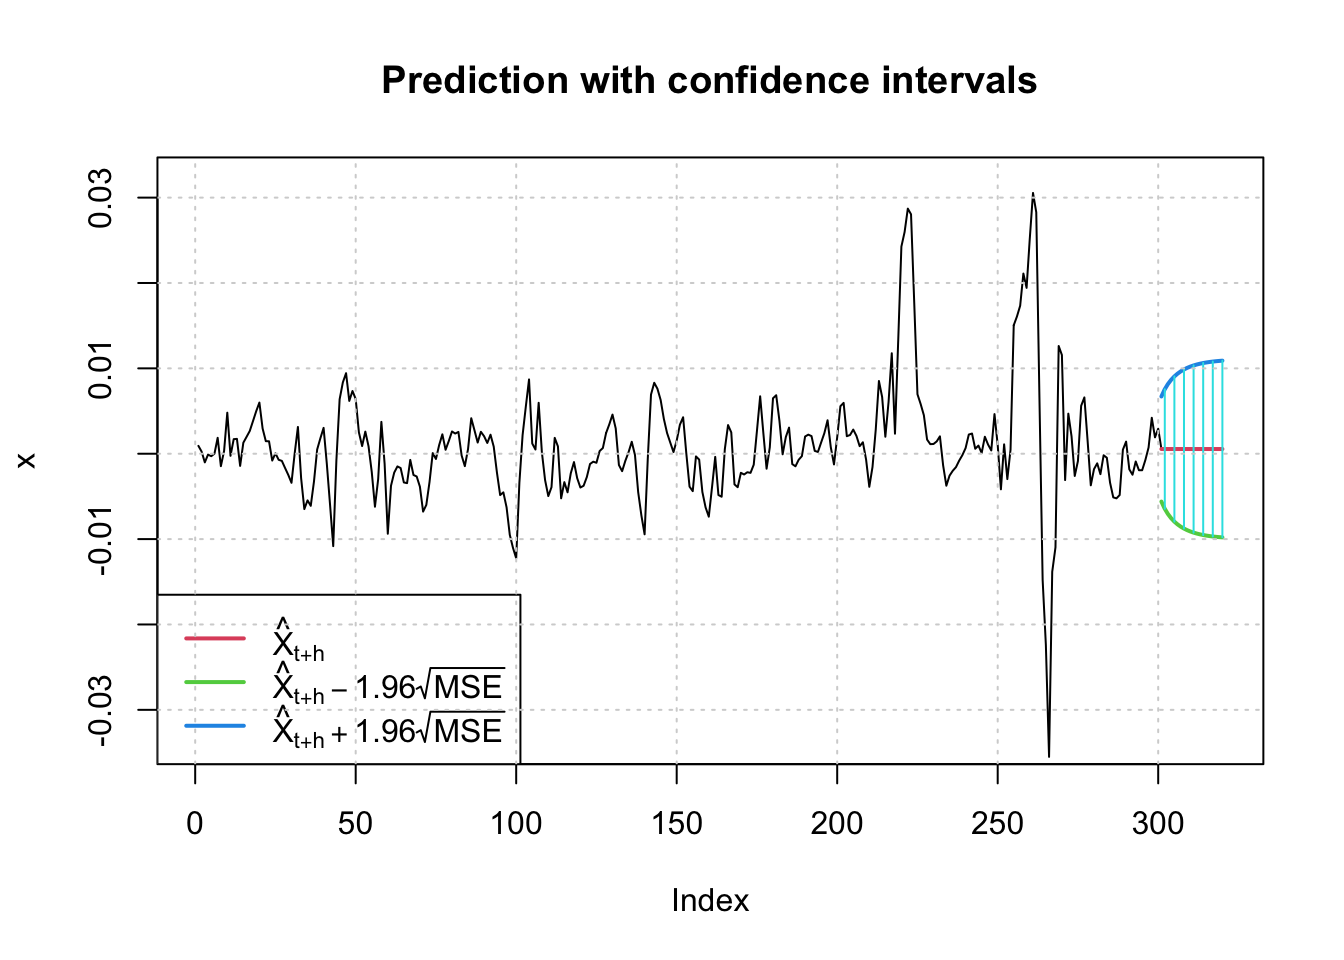 Prediction with confidence intervals
x
0.03
0.01
-0.01
-0.03
X̂t+h
X̂t+h − 1.96√MSE
X̂t+h + 1.96√MSE
0 50 100 150 200 250 300
Index